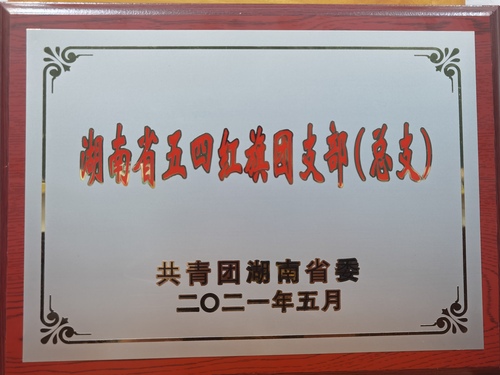 湖南省五四红旗团支部(总支)
共青团湖南省委
二〇二一年五月